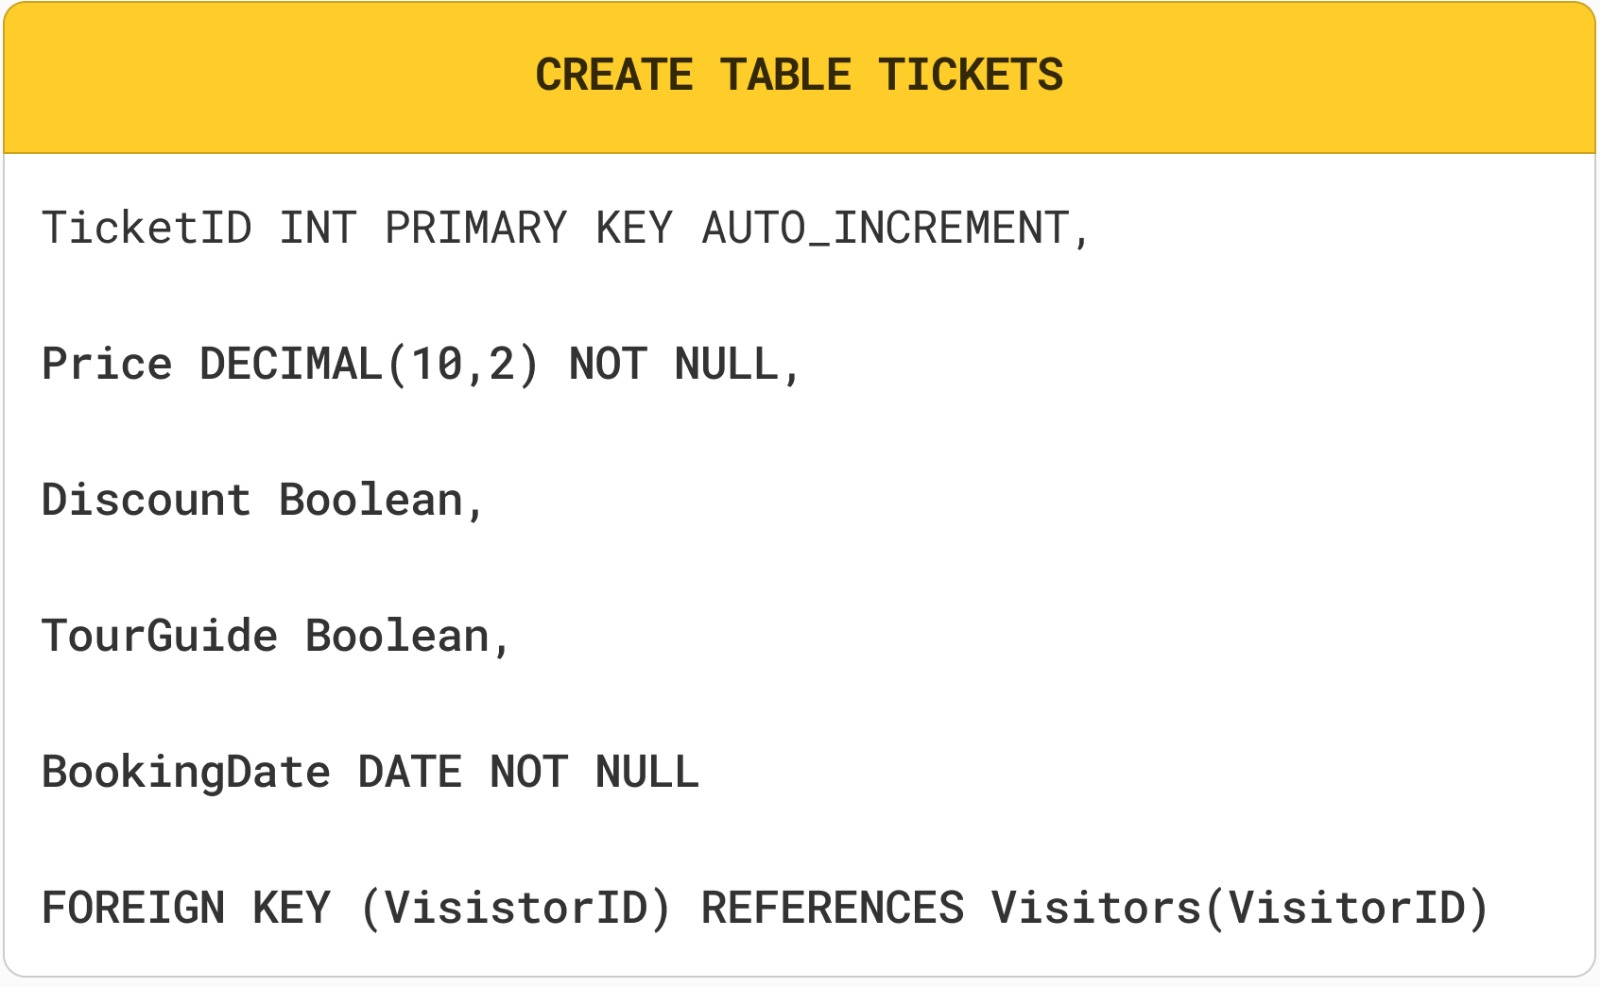 CREATE TABLE TICKETS
TicketID INT PRIMARY KEY AUTO_INCREMENT,
Price DECIMAL(10,2) NOT NULL,
Discount Boolean,
TourGuide Boolean,
BookingDate DATE NOT NULL
FOREIGN KEY (VisistorID) REFERENCES Visitors(VisitorID)